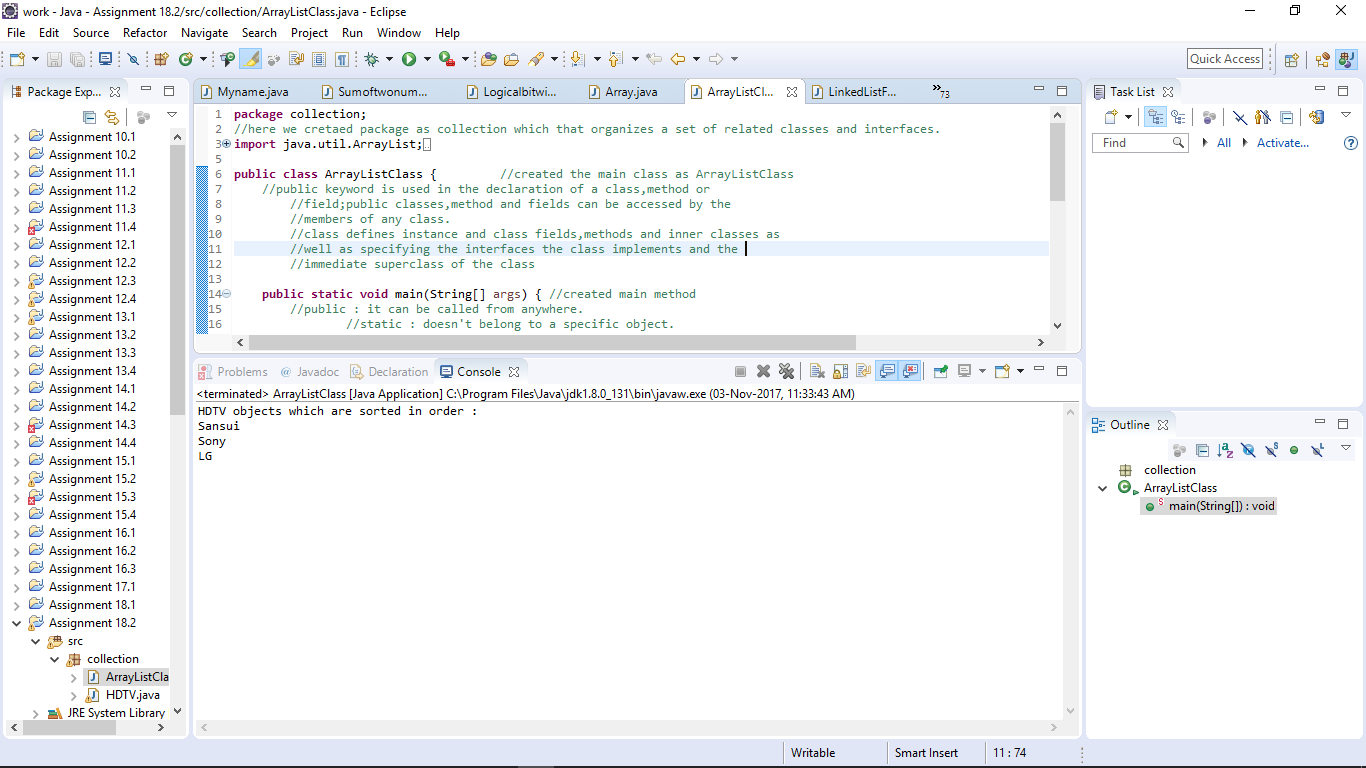 work - Java - Assignment 18.2/src/collection/ArrayListClass.java - Eclipse
File Edit Source Refactor Navigate Search Project Run Window Help
Quick Access
Package Exp...
Assignment 10.1
Assignment 10.2
Assignment 11.1
Assignment 11.2
Assignment 11.3
Assignment 11.4
Assignment 12.1
Assignment 12.2
Assignment 12.3
Assignment 12.4
Assignment 13.1
Assignment 13.2
Assignment 13.3
Assignment 13.4
Assignment 14.1
Assignment 14.2
Assignment 14.3
Assignment 14.4
Assignment 15.1
Assignment 15.2
Assignment 15.3
Assignment 15.4
Assignment 16.1
Assignment 16.2
Assignment 16.3
Assignment 17.1
Assignment 18.1
Assignment 18.2
src
collection
ArrayListCla
HDTV.java
JRE System Library
Myname.java Sumoftwonum... Logicalbitwi... Array.java ArrayListCl... LinkedListF... »73
1 package collection;
2 //here we cretaed package as collection which that organizes a set of related classes and interfaces.
3 import java.util.ArrayList;
5
6 public class ArrayListClass { //created the main class as ArrayListClass
7 //public keyword is used in the declaration of a class,method or
8 //field;public classes,method and fields can be accessed by the
9 //members of any class.
10 //class defines instance and class fields,methods and inner classes as
11 //well as specifying the interfaces the class implements and the
12 //immediate superclass of the class
13
14 public static void main(String[] args) { //created main method
15 //public : it can be called from anywhere.
16 //static : doesn't belong to a specific object.
Problems @ Javadoc Declaration Console
<terminated> ArrayListClass [Java Application] C:\Program Files\Java\jdk1.8.0_131\bin\javaw.exe (03-Nov-2017, 11:33:43 AM)
HDTV objects which are sorted in order :
Sansui
Sony
LG
Task List
Find All Activate...
Outline
collection
ArrayListClass
main(String[]) : void
Writable Smart Insert 11 : 74